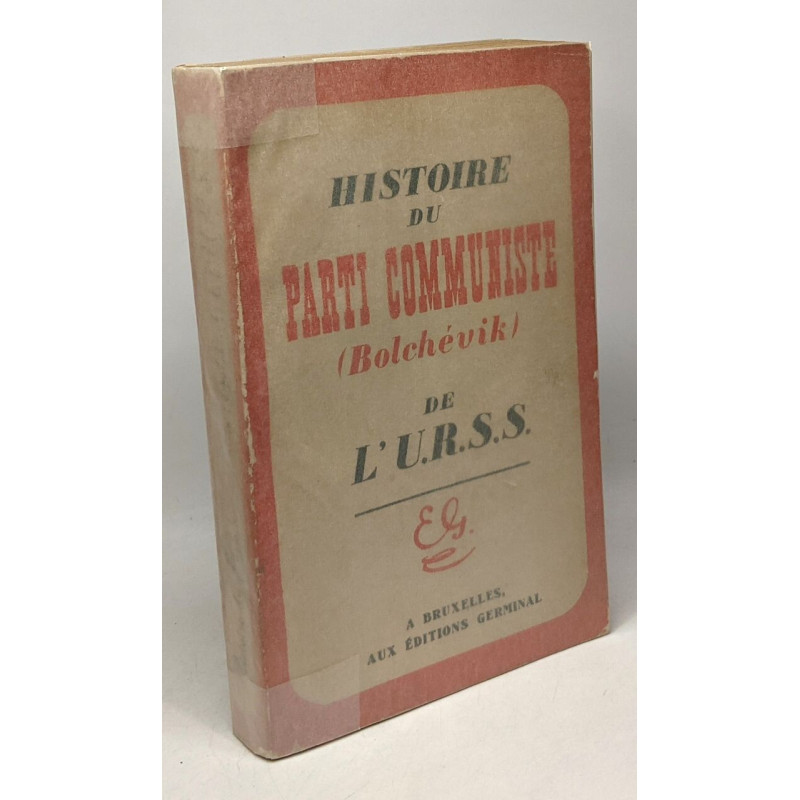 HISTOIRE
DU
PARTI COMMUNISTE
(Bolchévik)
DE
L'U.R.S.S.
EG.
A BRUXELLES,
AUX ÉDITIONS GERMINAL